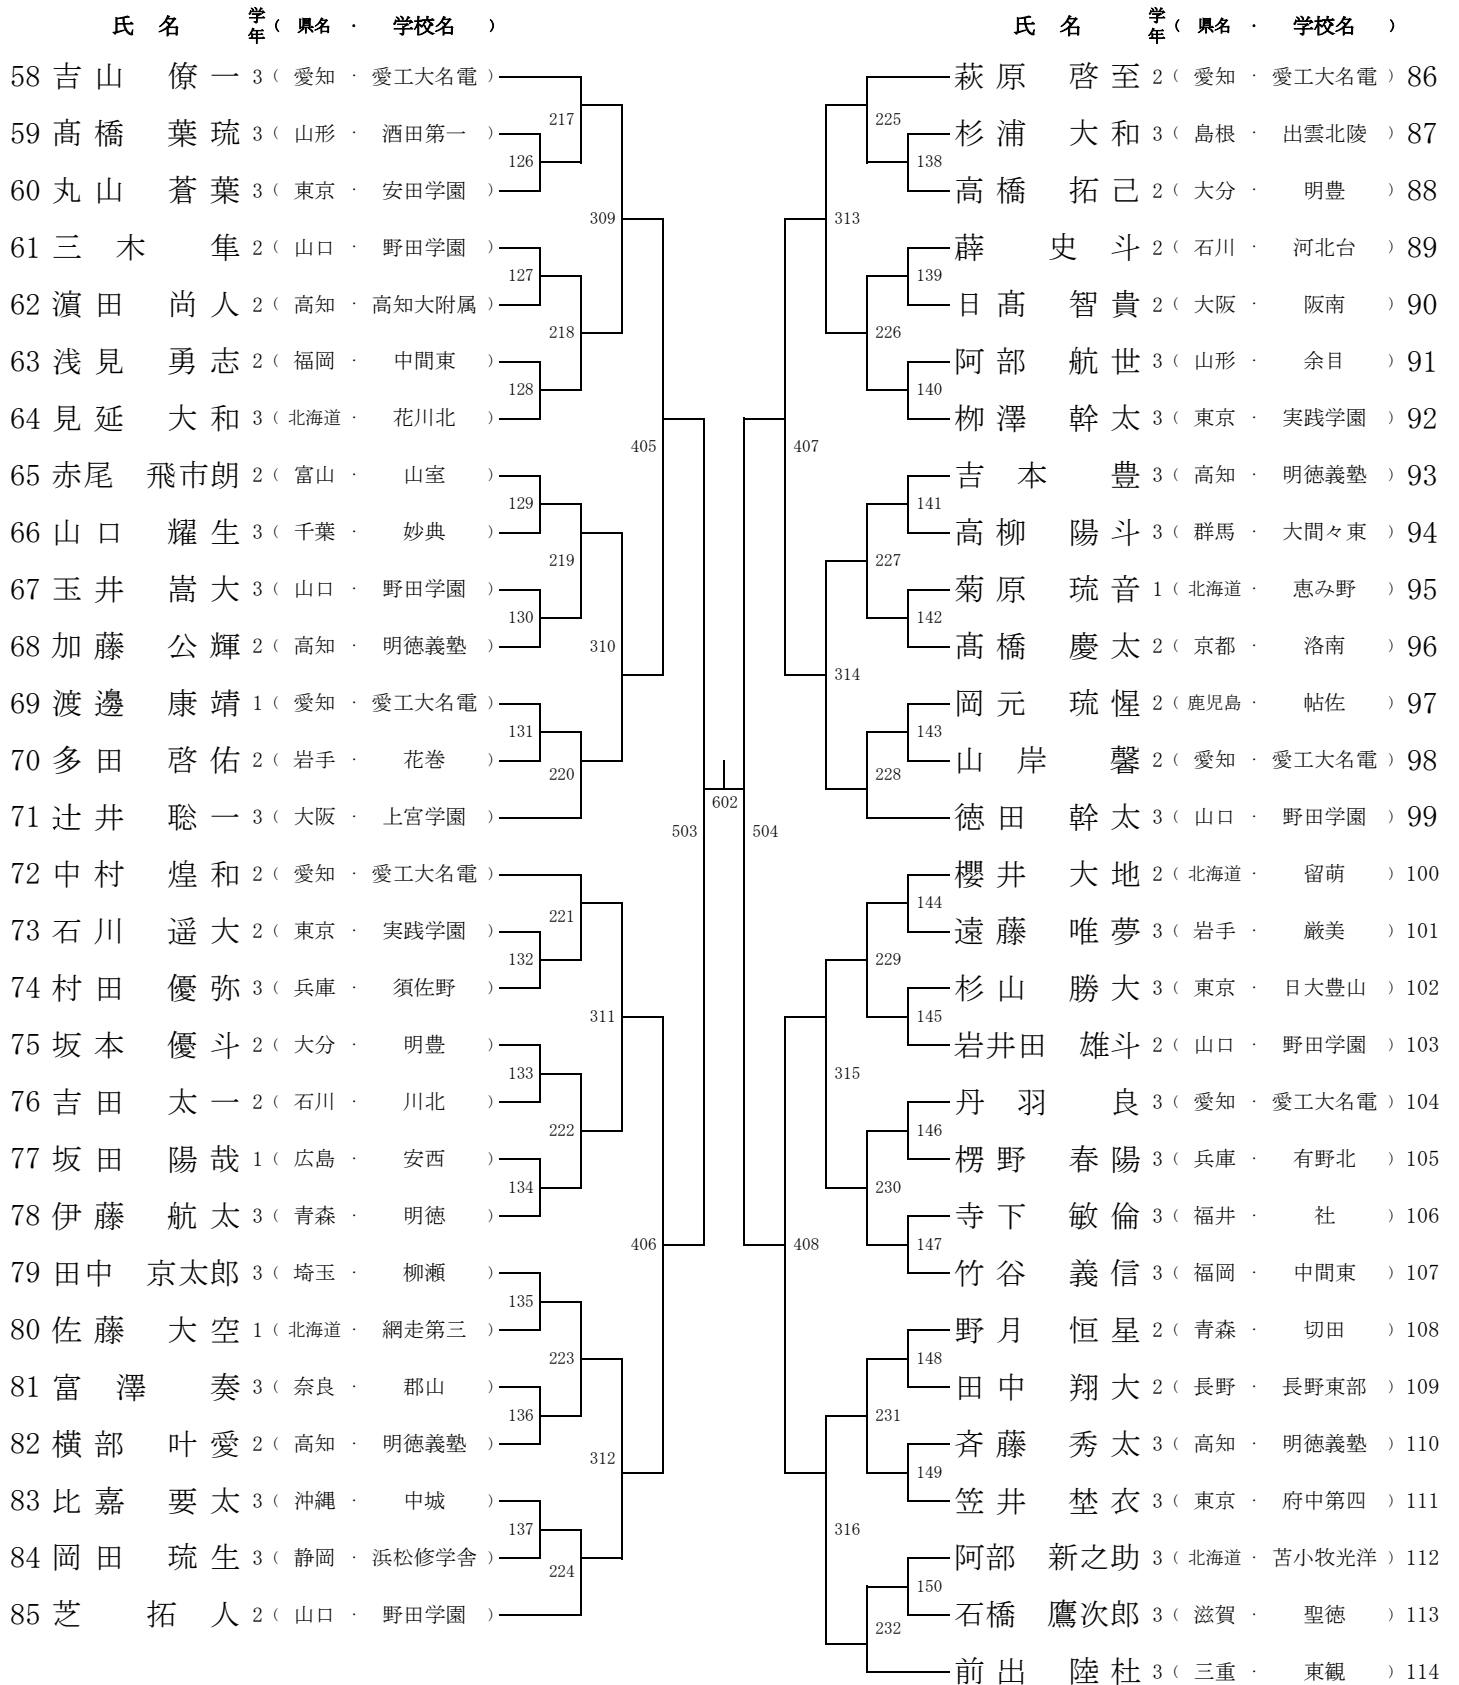 氏 名 学年 ( 県名 · 学校名 )
58 吉山 僚一 3 ( 愛知 · 愛工大名電 )
59 髙橋 葉琉 3 ( 山形 · 酒田第一 )
60 丸山 蒼葉 3 ( 東京 · 安田学園 )
61 三木 隼 2 ( 山口 · 野田学園 )
62 濵田 尚人 2 ( 高知 · 高知大附属 )
63 浅見 勇志 2 ( 福岡 · 中間東 )
64 見延 大和 3 ( 北海道 · 花川北 )
65 赤尾 飛市朗 2 ( 富山 · 山室 )
66 山口 耀生 3 ( 千葉 · 妙典 )
67 玉井 嵩大 3 ( 山口 · 野田学園 )
68 加藤 公輝 2 ( 高知 · 明徳義塾 )
69 渡邊 康靖 1 ( 愛知 · 愛工大名電 )
70 多田 啓佑 2 ( 岩手 · 花巻 )
71 辻井 聡一 3 ( 大阪 · 上宮学園 )
72 中村 煌和 2 ( 愛知 · 愛工大名電 )
73 石川 遥大 2 ( 東京 · 実践学園 )
74 村田 優弥 3 ( 兵庫 · 須佐野 )
75 坂本 優斗 2 ( 大分 · 明豊 )
76 吉田 太一 2 ( 石川 · 川北 )
77 坂田 陽哉 1 ( 広島 · 安西 )
78 伊藤 航太 3 ( 青森 · 明徳 )
79 田中 京太郎 3 ( 埼玉 · 柳瀬 )
80 佐藤 大空 1 ( 北海道 · 網走第三 )
81 富澤 奏 3 ( 奈良 · 郡山 )
82 横部 叶愛 2 ( 高知 · 明徳義塾 )
83 比嘉 要太 3 ( 沖縄 · 中城 )
84 岡田 琉生 3 ( 静岡 · 浜松修学舎 )
85 芝 拓人 2 ( 山口 · 野田学園 )
217
126
309
127
218
128
405
129
219
130
310
131
220
503
221
132
311
133
222
134
406
135
223
136
312
137
224
602
504
225
138
313
139
226
140
407
141
227
142
314
143
228
144
229
145
315
146
230
147
408
148
231
149
316
150
232
氏 名 学年 ( 県名 · 学校名 )
萩原 啓至 2 ( 愛知 · 愛工大名電 ) 86
杉浦 大和 3 ( 島根 · 出雲北陵 ) 87
高橋 拓己 2 ( 大分 · 明豊 ) 88
薜 史斗 2 ( 石川 · 河北台 ) 89
日髙 智貴 2 ( 大阪 · 阪南 ) 90
阿部 航世 3 ( 山形 · 余目 ) 91
栁澤 幹太 3 ( 東京 · 実践学園 ) 92
吉本 豊 3 ( 高知 · 明徳義塾 ) 93
高柳 陽斗 3 ( 群馬 · 大間々東 ) 94
菊原 琉音 1 ( 北海道 · 恵み野 ) 95
髙橋 慶太 2 ( 京都 · 洛南 ) 96
岡元 琉惺 2 ( 鹿児島 · 帖佐 ) 97
山岸 馨 2 ( 愛知 · 愛工大名電 ) 98
徳田 幹太 3 ( 山口 · 野田学園 ) 99
櫻井 大地 2 ( 北海道 · 留萌 ) 100
遠藤 唯夢 3 ( 岩手 · 厳美 ) 101
杉山 勝大 3 ( 東京 · 日大豊山 ) 102
岩井田 雄斗 2 ( 山口 · 野田学園 ) 103
丹羽 良 3 ( 愛知 · 愛工大名電 ) 104
楞野 春陽 3 ( 兵庫 · 有野北 ) 105
寺下 敏倫 3 ( 福井 · 社 ) 106
竹谷 義信 3 ( 福岡 · 中間東 ) 107
野月 恒星 2 ( 青森 · 切田 ) 108
田中 翔大 2 ( 長野 · 長野東部 ) 109
斉藤 秀太 3 ( 高知 · 明徳義塾 ) 110
笠井 埜衣 3 ( 東京 · 府中第四 ) 111
阿部 新之助 3 ( 北海道 · 苫小牧光洋 ) 112
石橋 鷹次郎 3 ( 滋賀 · 聖徳 ) 113
前出 陸杜 3 ( 三重 · 東観 ) 114